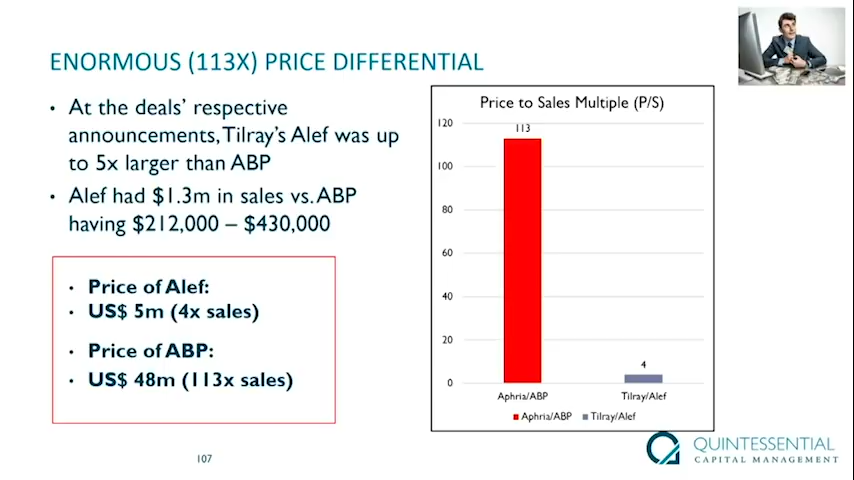 ENORMOUS (113X) PRICE DIFFERENTIAL
• At the deals' respective
announcements, Tilray's Alef was up
to 5x larger than ABP
• Alef had $1.3m in sales vs. ABP
having $212,000 – $430,000
• Price of Alef:
• US$ 5m (4x sales)
• Price of ABP:
• US$ 48m (113x sales)
Price to Sales Multiple (P/S)
120
113
100
80
60
40
20
4
0
Aphria/ABP Tilray/Alef
Aphria/ABP Tilray/Alef
107
QUINTESSENTIAL
CAPITAL MANAGEMENT